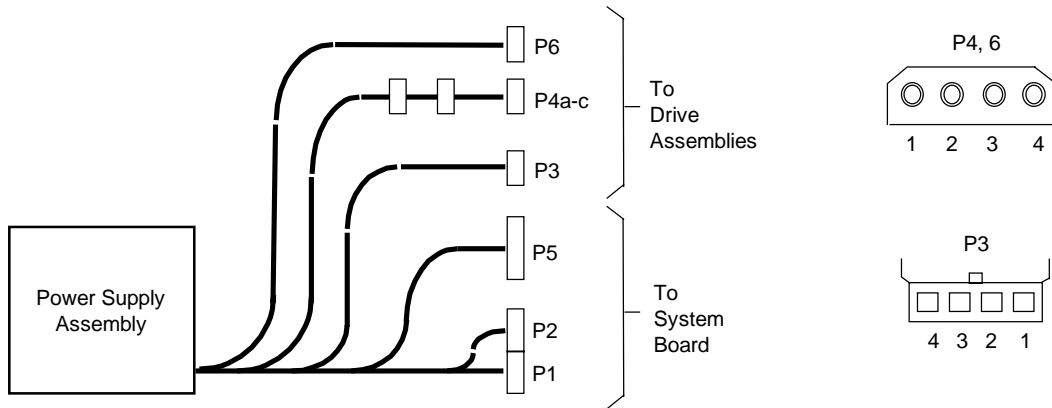 P6
P4a-c
P3
P5
P2
P1
To
Drive
Assemblies
To
System
Board
Power Supply
Assembly
P4, 6
1 2 3 4
P3
4 3 2 1